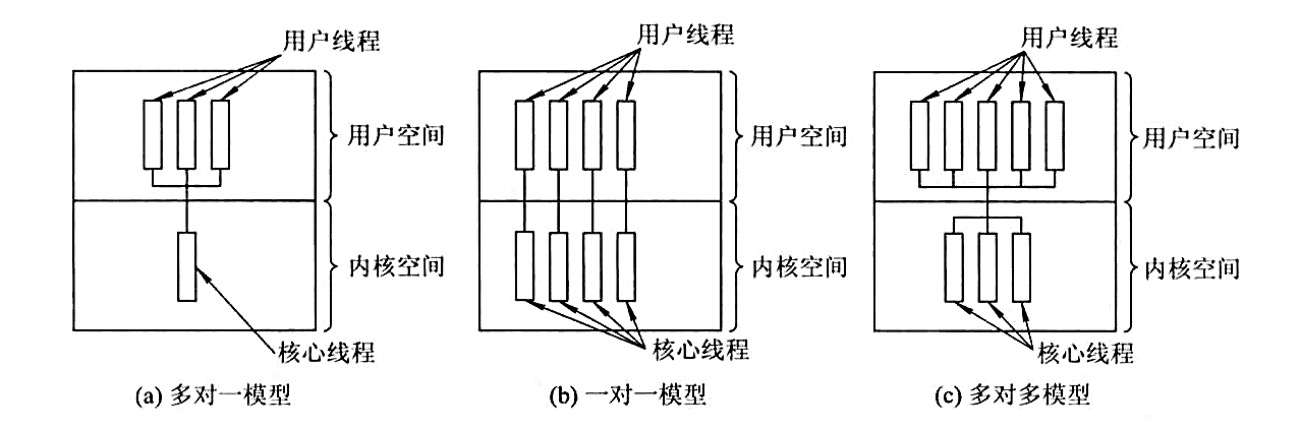 用户线程
用户空间
内核空间
核心线程
(a) 多对一模型
用户线程
用户空间
内核空间
核心线程
(b) 一对一模型
用户线程
用户空间
内核空间
核心线程
(c) 多对多模型